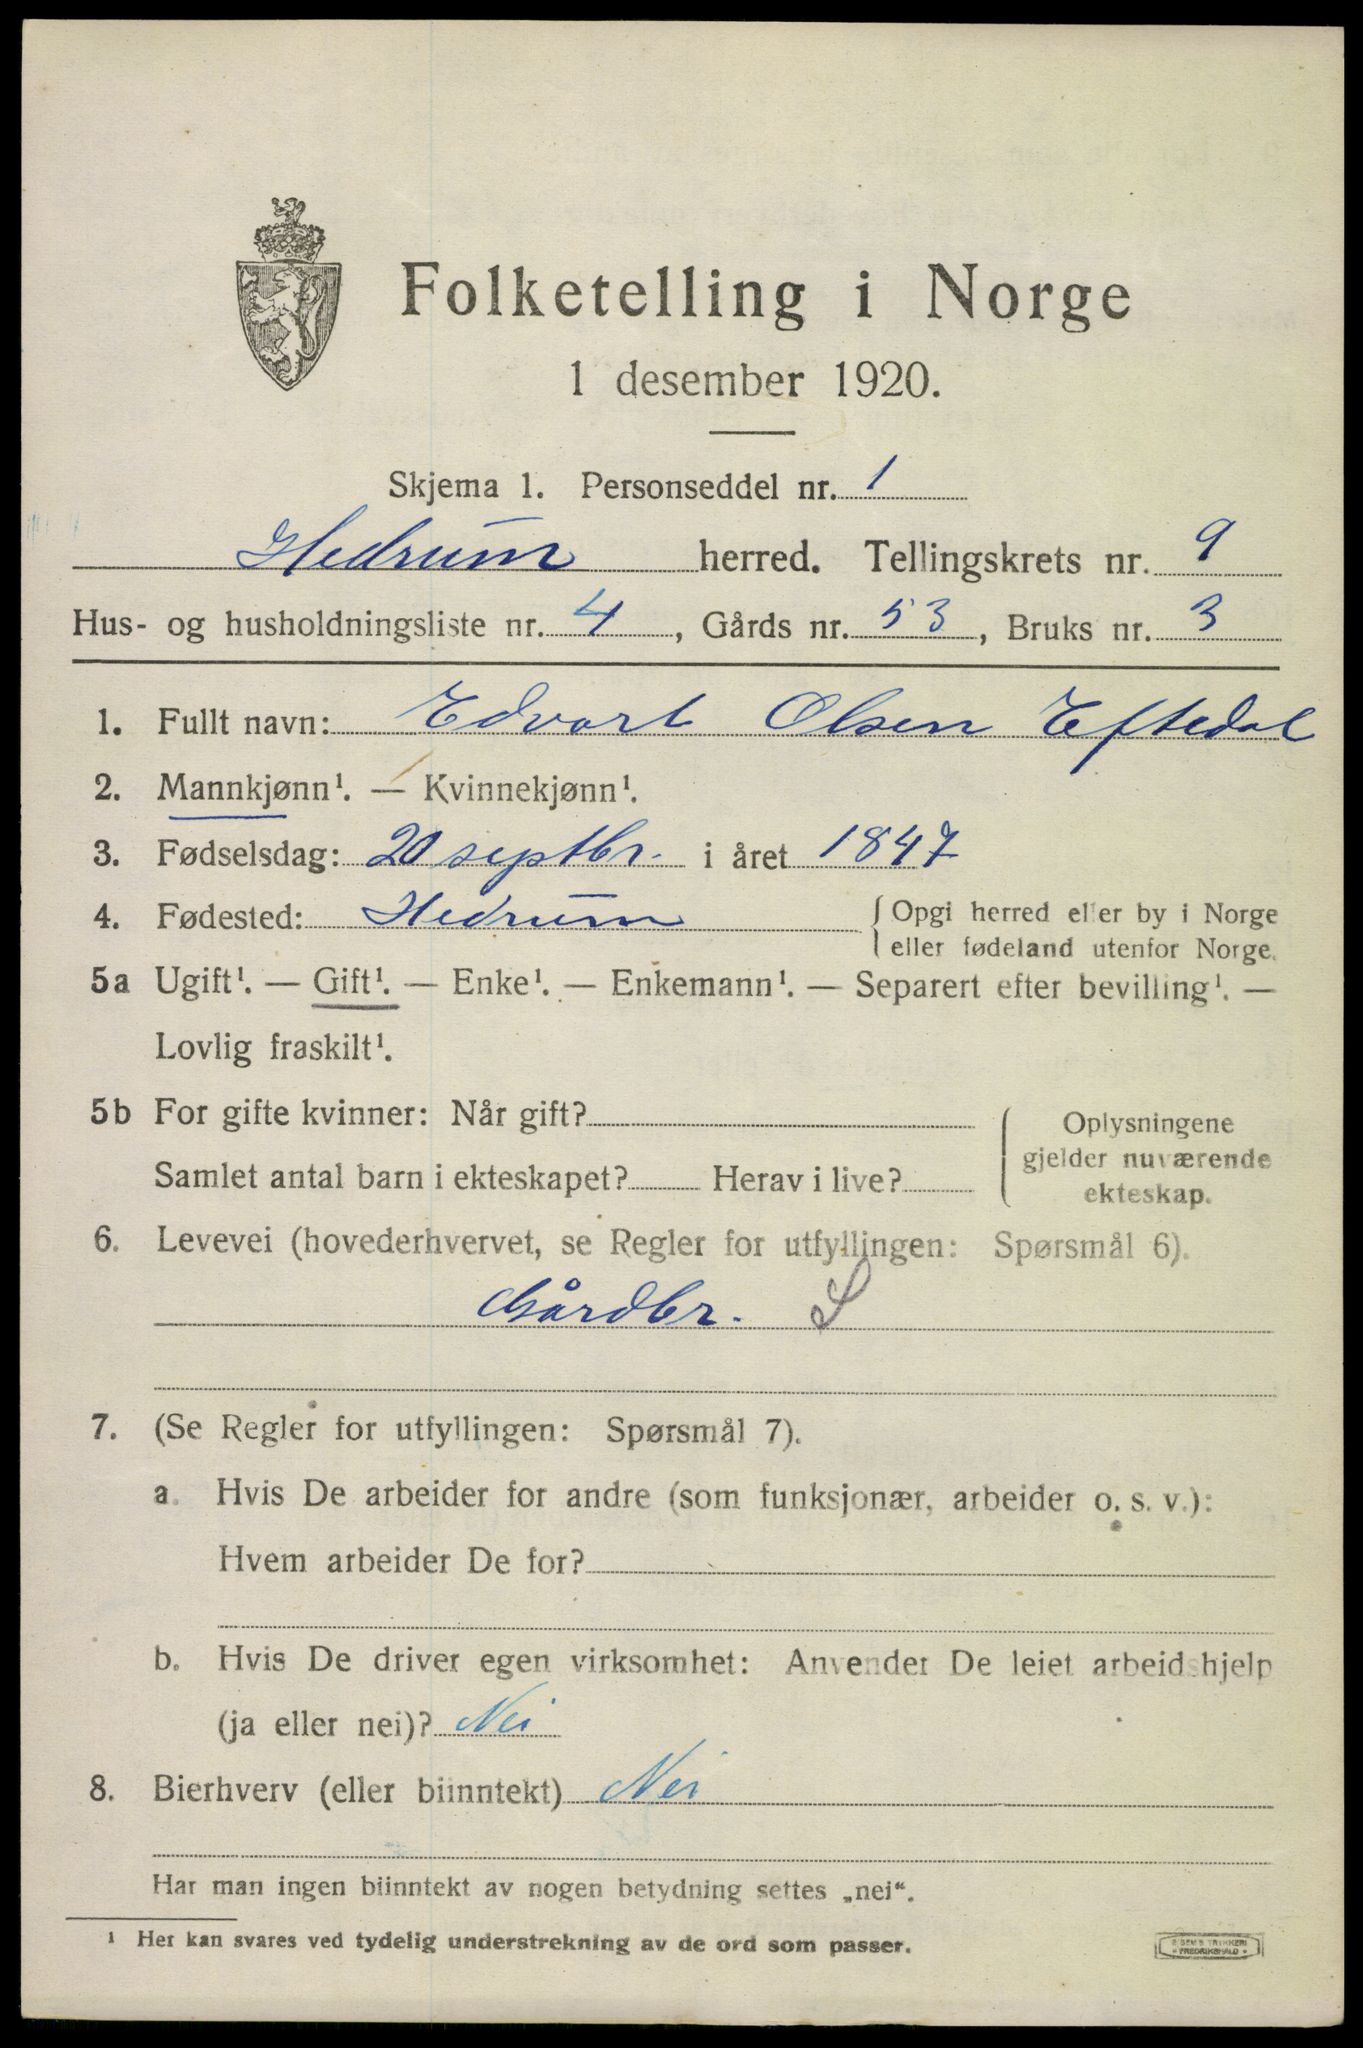 Folketelling i Norge
1 desember 1920.
Skjema 1. Personseddel nr. 1
Hedrum herred. Tellingskrets nr. 9
Hus- og husholdningsliste nr. 4, Gårds nr. 53, Bruks nr. 3
1. Fullt navn: Edvart Olsen Eftedal
2. Mannkjønn¹. — Kvinnekjønn¹.
3. Fødselsdag: 20 septbr. i året 1847
4. Fødested: Hedrum { Opgi herred eller by i Norge
eller fødeland utenfor Norge.
5a Ugift¹. — Gift¹. — Enke¹. — Enkemann¹. — Separert efter bevilling¹. —
Lovlig fraskilt¹.
5b For gifte kvinner: Når gift?
Samlet antal barn i ekteskapet? Herav i live?
Oplysningene
gjelder nuværende
ekteskap.
6. Levevei (hovederhvervet, se Regler for utfyllingen: Spørsmål 6).
Gårdbr. S
7. (Se Regler for utfyllingen: Spørsmål 7).
a. Hvis De arbeider for andre (som funksjonær, arbeider o. s. v.):
Hvem arbeider De for?
b. Hvis De driver egen virksomhet: Anvender De leiet arbeidshjelp
(ja eller nei)? Nei
8. Bierhverv (eller biinntekt) Nei
Har man ingen biinntekt av nogen betydning settes „nei“.
¹ Her kan svares ved tydelig understrekning av de ord som passer.
FREDRIKSHALD